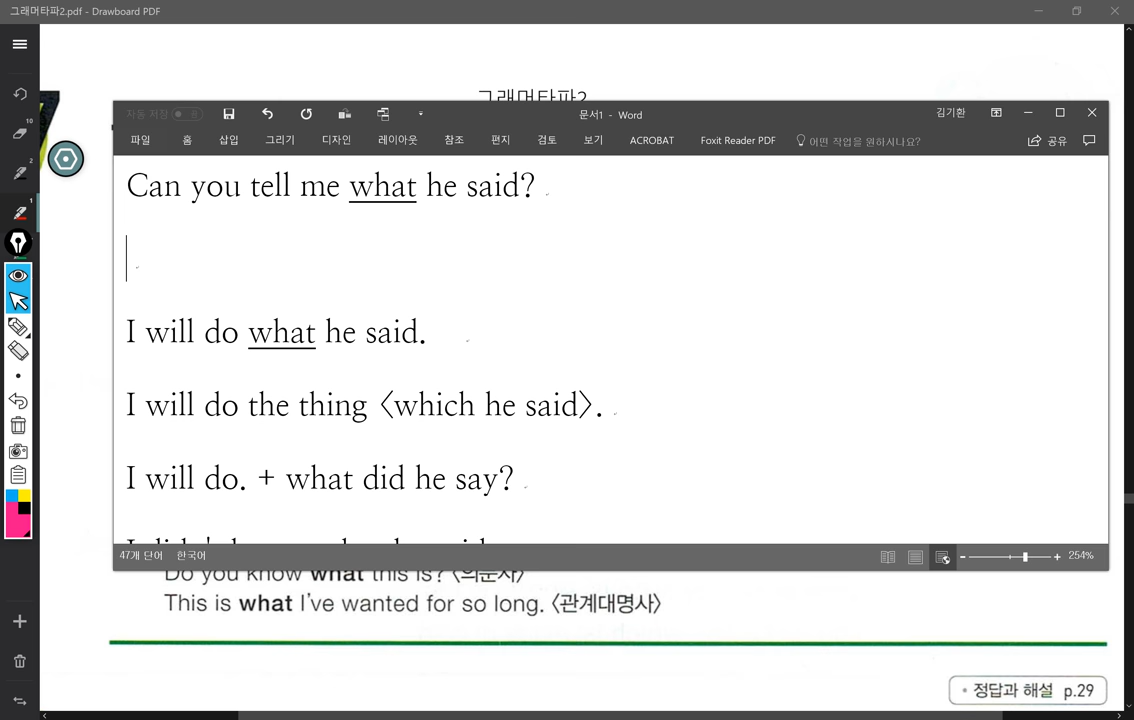 그래머타파2.pdf - Drawboard PDF
그래머타파2
자동 저장
문서1 - Word
김기환
파일 홈 삽입 그리기 디자인 레이아웃 참조 편지 검토 보기 ACROBAT Foxit Reader PDF 어떤 작업을 원하시나요? 공유
10
2
1
Can you tell me what he said?
I will do what he said.
I will do the thing 〈which he said〉.
I will do. + what did he say?
47개 단어 한국어
254%
Do you know what this is? 〈의문사〉
This is what I've wanted for so long. 〈관계대명사〉
• 정답과 해설 p.29